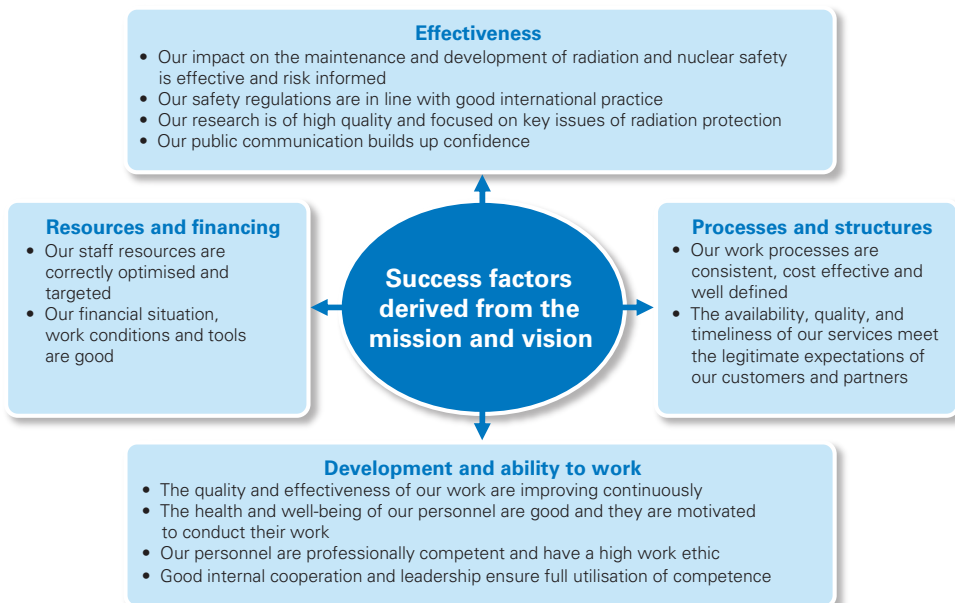 Effectiveness
• Our impact on the maintenance and development of radiation and nuclear safety
is effective and risk informed
• Our safety regulations are in line with good international practice
• Our research is of high quality and focused on key issues of radiation protection
• Our public communication builds up confidence
Resources and financing
• Our staff resources are
correctly optimised and
targeted
• Our financial situation,
work conditions and tools
are good
Success factors
derived from the
mission and vision
Processes and structures
• Our work processes are
consistent, cost effective and
well defined
• The availability, quality, and
timeliness of our services meet
the legitimate expectations of
our customers and partners
Development and ability to work
• The quality and effectiveness of our work are improving continuously
• The health and well-being of our personnel are good and they are motivated
to conduct their work
• Our personnel are professionally competent and have a high work ethic
• Good internal cooperation and leadership ensure full utilisation of competence